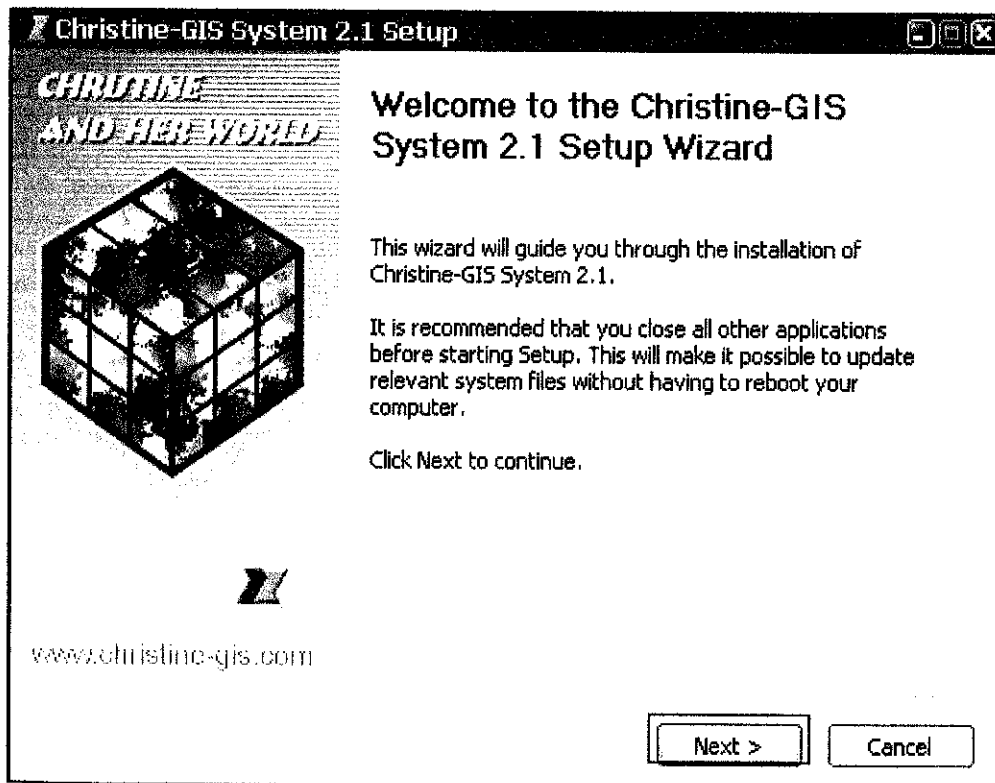 Christine-GIS System 2.1 Setup
CHRISTINE
AND HER WORLD
Welcome to the Christine-GIS
System 2.1 Setup Wizard
This wizard will guide you through the installation of
Christine-GIS System 2.1.
It is recommended that you close all other applications
before starting Setup. This will make it possible to update
relevant system files without having to reboot your
computer.
Click Next to continue.
www.christine-gis.com
Next >
Cancel